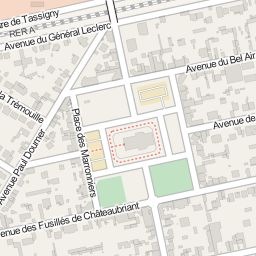 re de Tassigny
RER A
Avenue du Général Leclerc
Avenue du Bel Air
la Trémouille
Place des Marronniers
Avenue de
Avenue Paul Doumer
enue des Fusillés de Châteaubriant